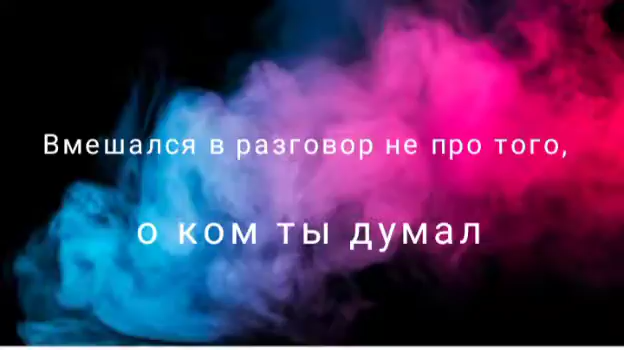 Вмешался в разговор не про того,
о ком ты думал